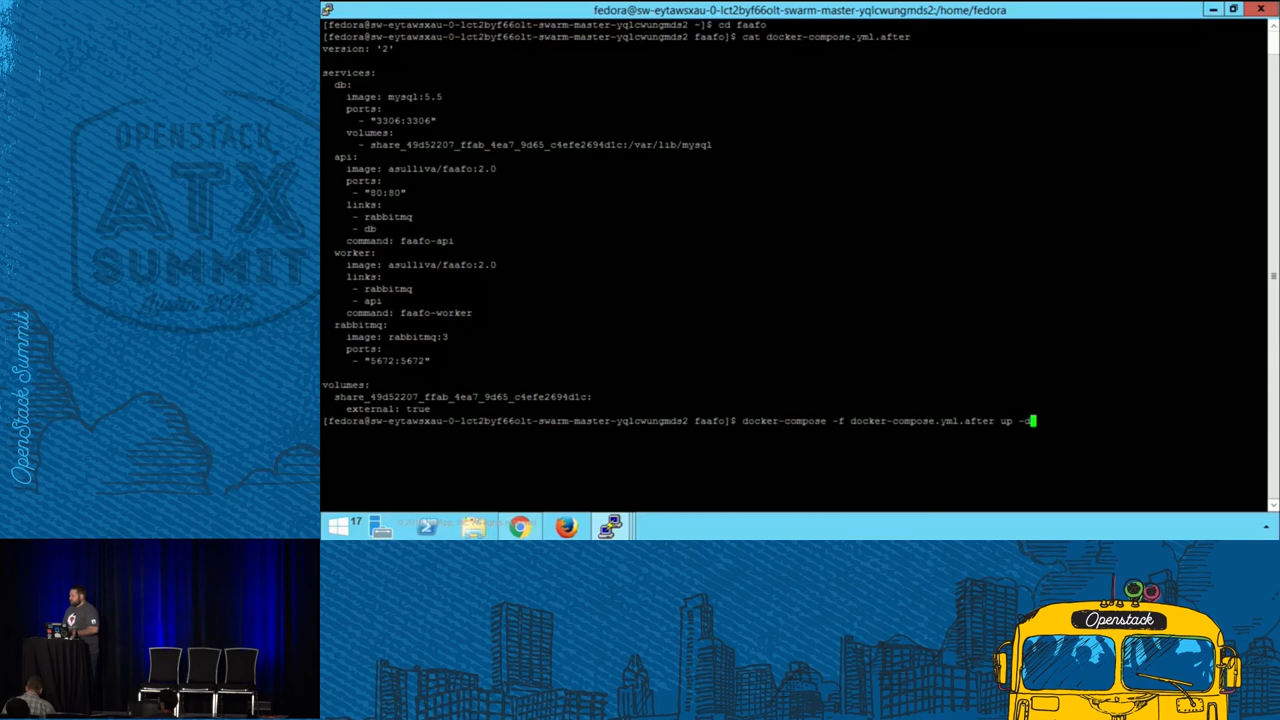 fedora@sw-eytawsxau-0-lct2byf66olt-swarm-master-yqlcwungmds2:/home/fedora
[fedora@sw-eytawsxau-0-lct2byf66olt-swarm-master-yqlcwungmds2 ~]$ cd faafo
[fedora@sw-eytawsxau-0-lct2byf66olt-swarm-master-yqlcwungmds2 faafo]$ cat docker-compose.yml.after
version: '2'
services:
db:
image: mysql:5.5
ports:
- "3306:3306"
volumes:
- share_49d52207_ffab_4ea7_9d65_c4efe2694d1c:/var/lib/mysql
api:
image: asulliva/faafo:2.0
ports:
- "80:80"
links:
- rabbitmq
- db
command: faafo-api
worker:
image: asulliva/faafo:2.0
links:
- rabbitmq
- api
command: faafo-worker
rabbitmq:
image: rabbitmq:3
ports:
- "5672:5672"
volumes:
share_49d52207_ffab_4ea7_9d65_c4efe2694d1c:
external: true
[fedora@sw-eytawsxau-0-lct2byf66olt-swarm-master-yqlcwungmds2 faafo]$ docker-compose -f docker-compose.yml.after up -d
17
OPENSTACK
ATX
SUMMIT
Austin 2016
OpenStack Summit
Openstack